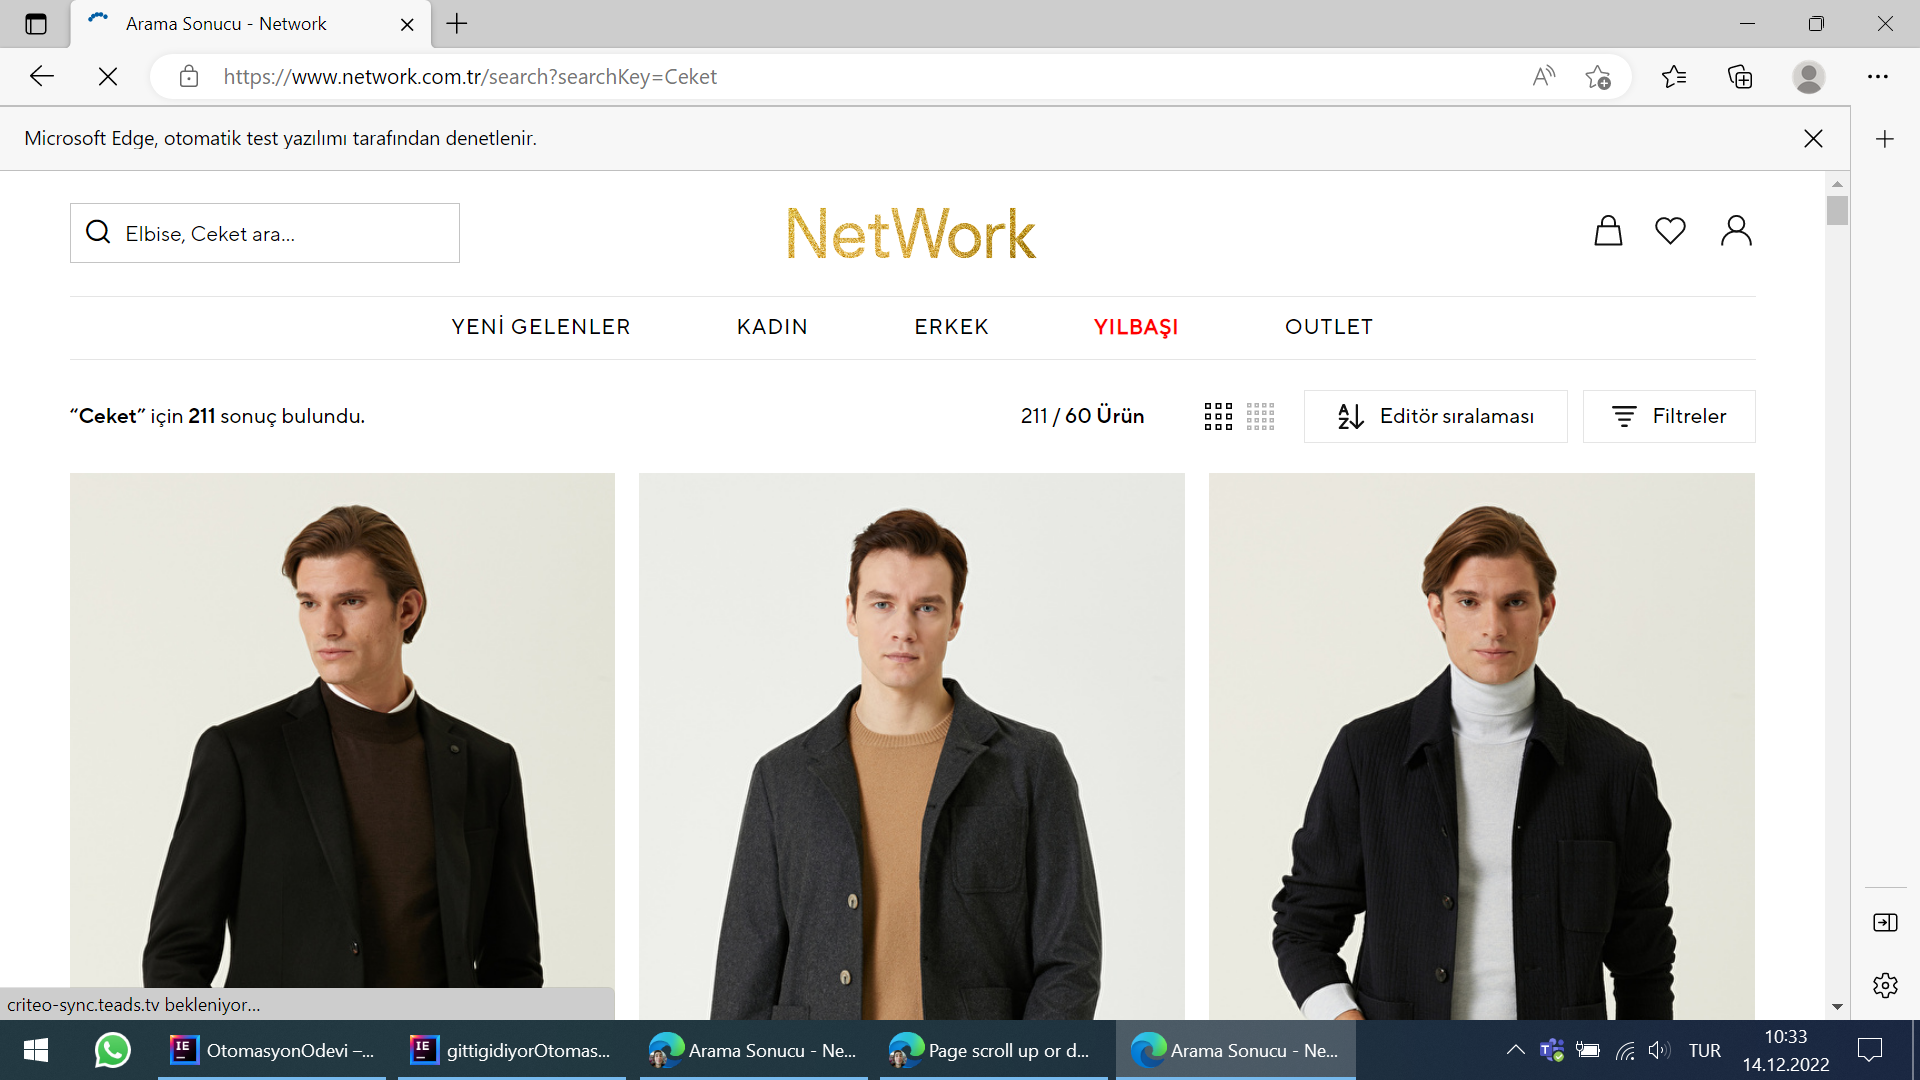 Arama Sonucu - Network
https://www.network.com.tr/search?searchKey=Ceket
Microsoft Edge, otomatik test yazılımı tarafından denetlenir.
Elbise, Ceket ara...
NetWork
YENİ GELENLER KADIN ERKEK YILBAŞI OUTLET
“Ceket” için 211 sonuç bulundu.
211 / 60 Ürün
Editör sıralaması
Filtreler
criteo-sync.teads.tv bekleniyor...
OtomasyonOdevi –...
gittigidiyorOtomas...
Arama Sonucu - Ne...
Page scroll up or d...
Arama Sonucu - Ne...
TUR
10:33
14.12.2022